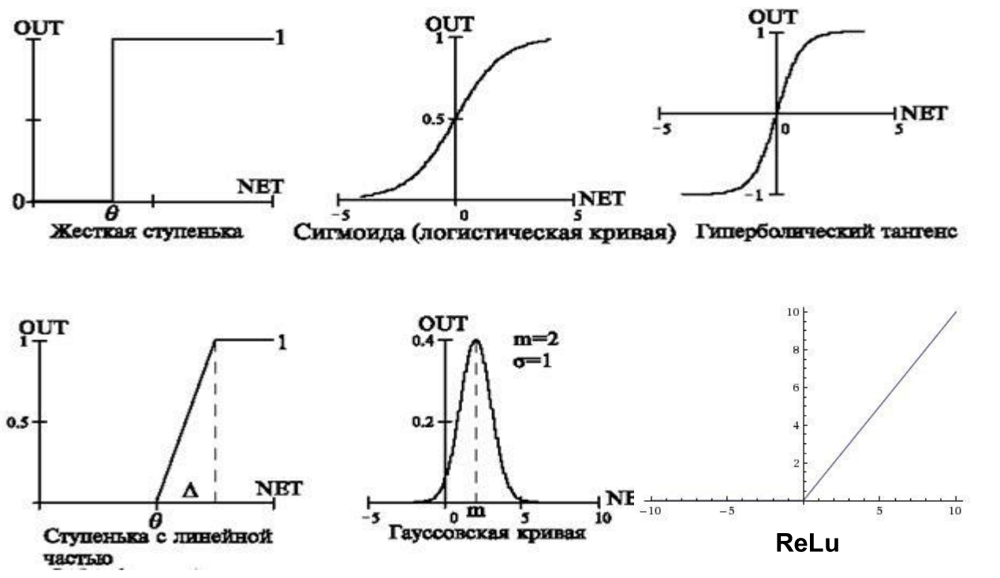 OUT
1
0
θ
NET
Жесткая ступенька
OUT
1
0.5
-5
0
5
NET
Сигмоида (логистическая кривая)
OUT
1
-5
0
5
NET
-1
Гиперболический тангенс
OUT
1
1
0.5
Δ
NET
θ
Ступенька с линейной
частью
OUT
0.4
m=2
σ=1
0.2
NE
-5
0
m
5
10
Гауссовская кривая
10
8
6
4
2
-10
-5
5
10
ReLu